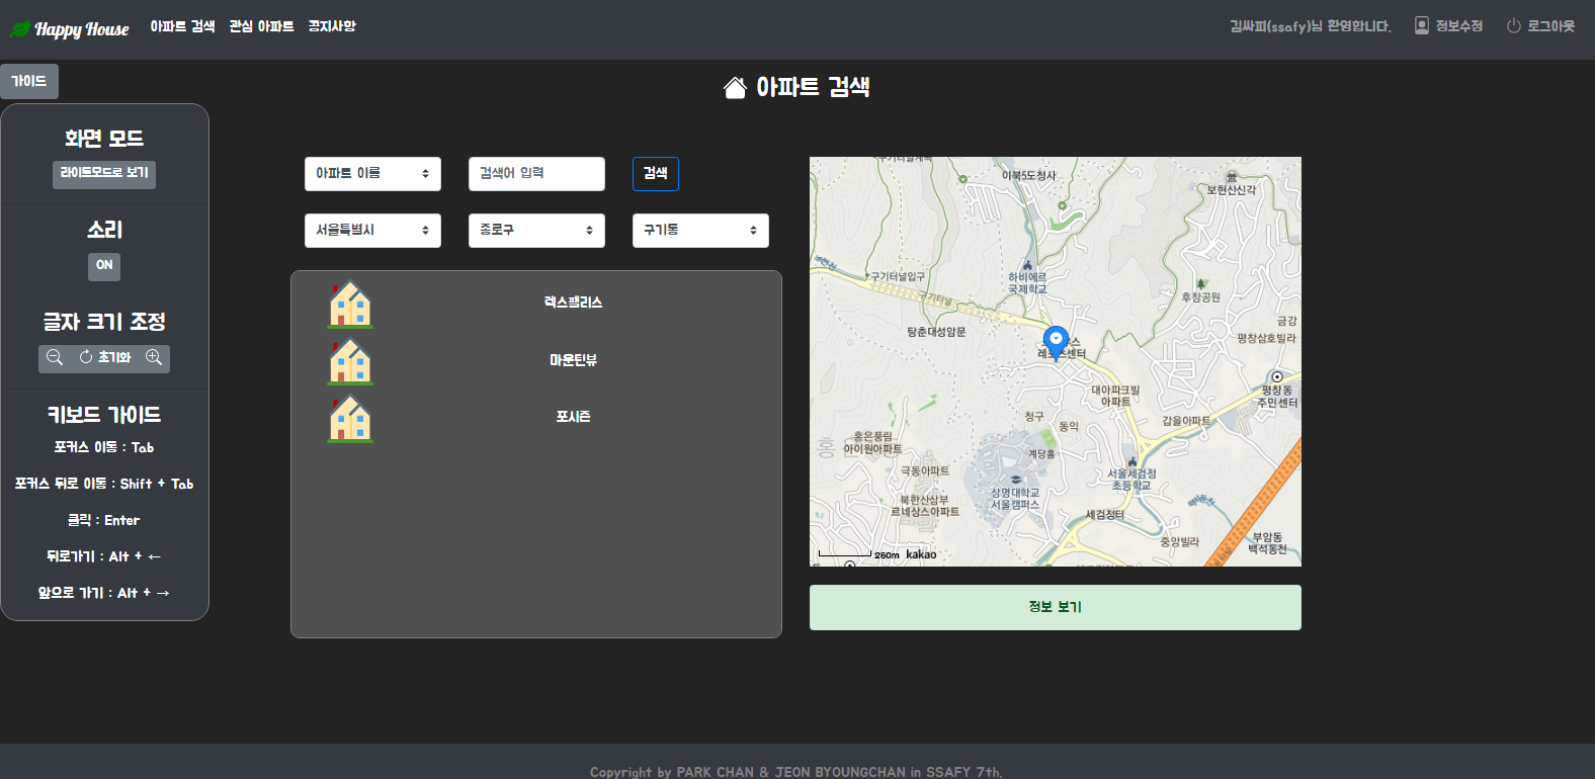 Happy House 아파트 검색 관심 아파트 공지사항 김싸피(ssafy)님 환영합니다. 정보수정 로그아웃
가이드
아파트 검색
화면 모드
라이트모드로 보기
소리
ON
글자 크기 조정
초기화
키보드 가이드
포커스 이동 : Tab
포커스 뒤로 이동 : Shift + Tab
클릭 : Enter
뒤로가기 : Alt + ←
앞으로 가기 : Alt + →
아파트 이름 검색어 입력 검색
서울특별시 종로구 구기동
렉스팰리스
마운틴뷰
포시즌
이북5도청사
보현산신각
구기터널입구
구기터널
하비에르
국제학교
후창공원
금강
평창삼호빌라
탕춘대성암문
레포츠센터
대아파크빌
아파트
평창동
주민센터
청구
동익
갑을아파트
홍은풍림
아이원아파트
계당홀
극동아파트
서울세검정
초등학교
상명대학교
서울캠퍼스
북한산삼부
르네상스아파트
세검정터
중앙빌라
부암동
백석동천
250m kakao
정보 보기
Copyright by PARK CHAN & JEON BYOUNGCHAN in SSAFY 7th.